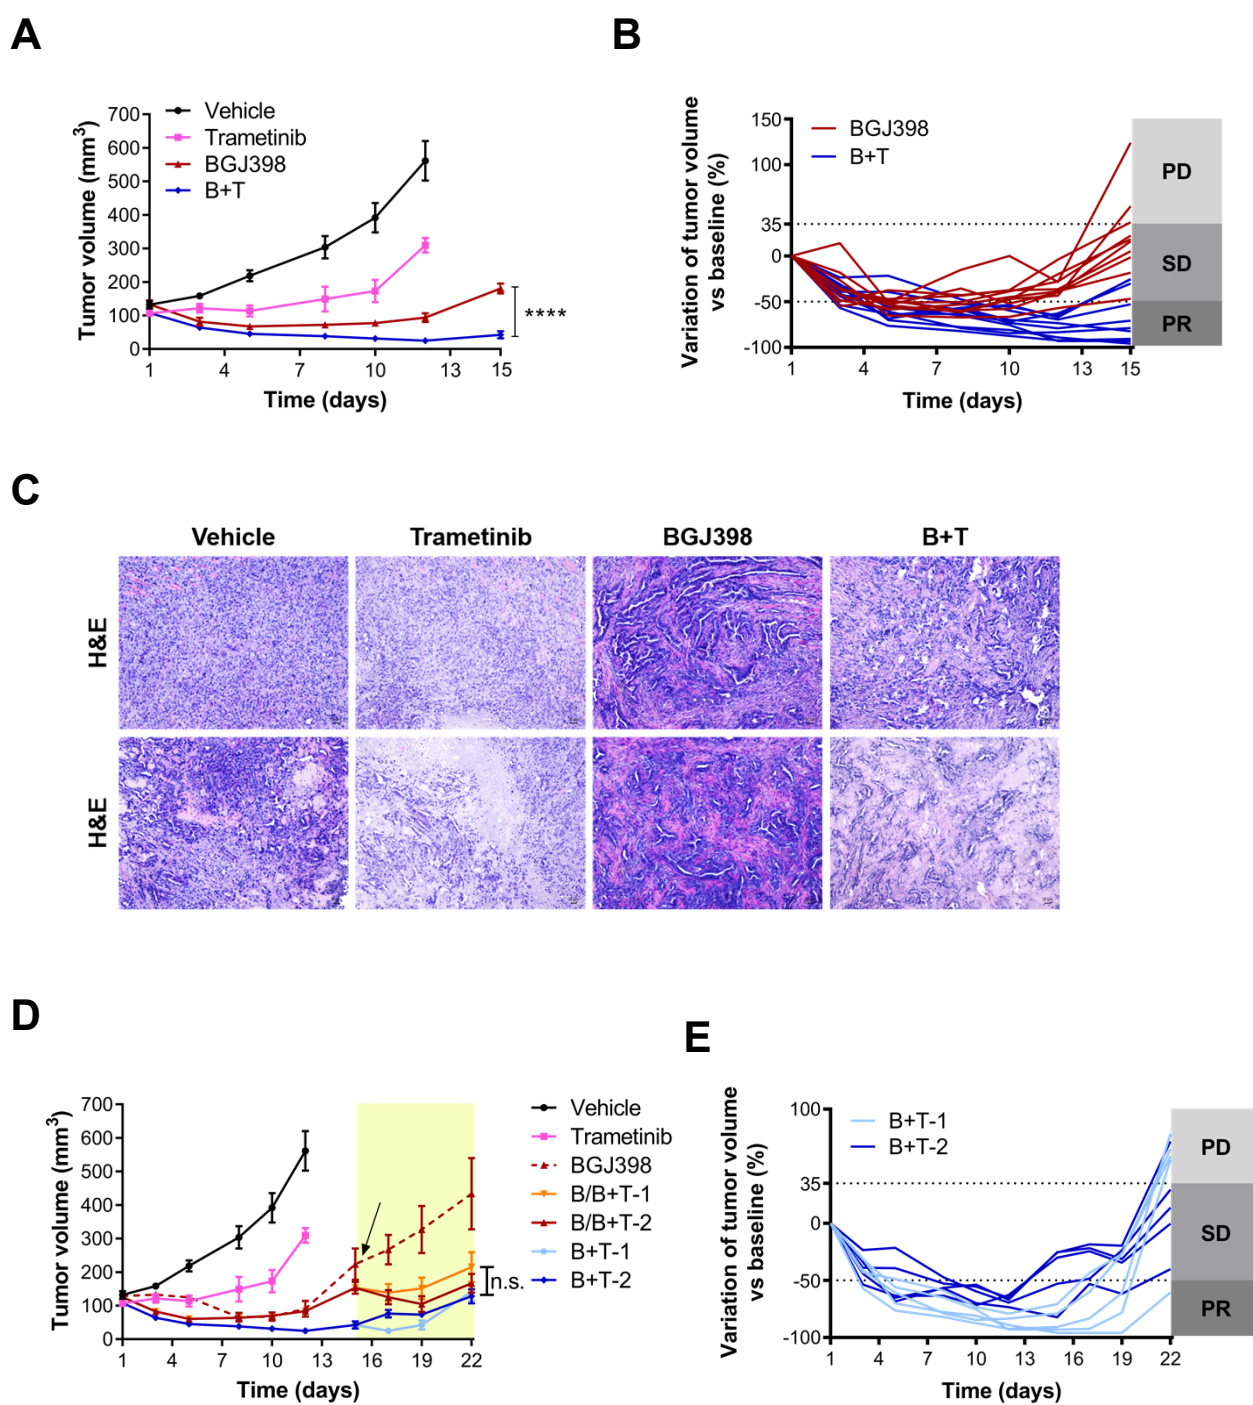 A
Tumor volume (mm³)
700
600
500
400
300
200
100
0
1
4
7
10
13
15
Time (days)
Vehicle
Trametinib
BGJ398
B+T
****
B
Variation of tumor volume
vs baseline (%)
150
100
35
0
-50
-100
1
4
7
10
13
15
Time (days)
BGJ398
B+T
PD
SD
PR
C
Vehicle
Trametinib
BGJ398
B+T
H&E
H&E
D
Tumor volume (mm³)
700
600
500
400
300
200
100
0
1
4
7
10
13
16
19
22
Time (days)
Vehicle
Trametinib
BGJ398
B/B+T-1
B/B+T-2
B+T-1
B+T-2
n.s.
E
Variation of tumor volume
vs baseline (%)
100
35
0
-50
-100
1
4
7
10
13
16
19
22
Time (days)
B+T-1
B+T-2
PD
SD
PR